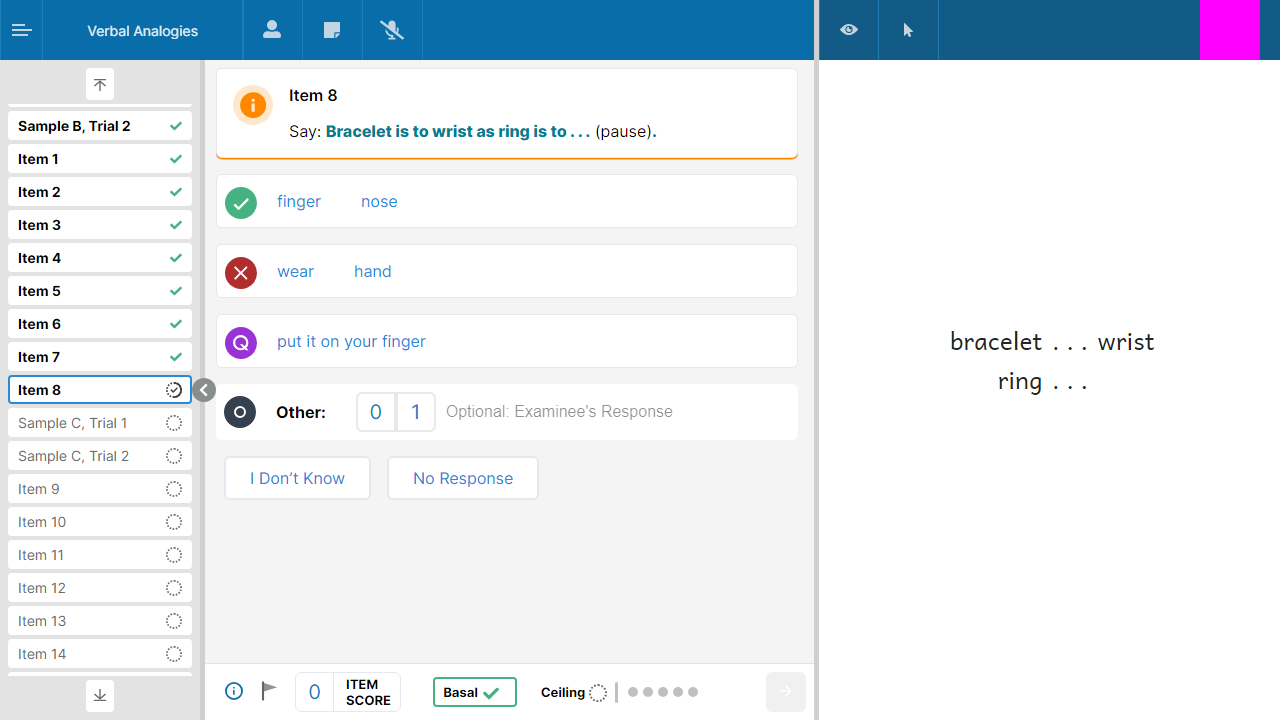 Verbal Analogies
Sample B, Trial 2
Item 1
Item 2
Item 3
Item 4
Item 5
Item 6
Item 7
Item 8
Sample C, Trial 1
Sample C, Trial 2
Item 9
Item 10
Item 11
Item 12
Item 13
Item 14
Item 8
Say: Bracelet is to wrist as ring is to . . . (pause).
finger nose
wear hand
Q put it on your finger
O Other: 0 1 Optional: Examinee's Response
I Don’t Know No Response
0 ITEM SCORE
Basal
Ceiling
bracelet . . . wrist
ring . . .